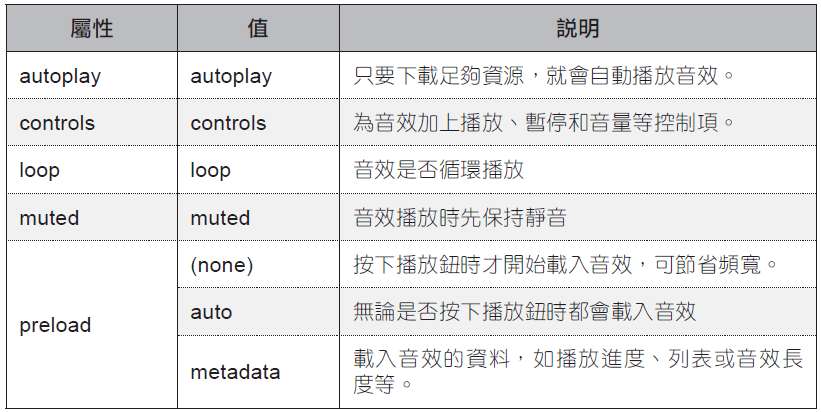 屬性 值 說明
autoplay autoplay 只要下載足夠資源，就會自動播放音效。
controls controls 為音效加上播放、暫停和音量等控制項。
loop loop 音效是否循環播放
muted muted 音效播放時先保持靜音
preload (none) 按下播放鈕時才開始載入音效，可節省頻寬。
auto 無論是否按下播放鈕時都會載入音效
metadata 載入音效的資料，如播放進度、列表或音效長
度等。